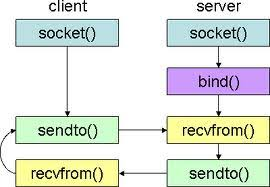 client server
socket() socket()
bind()
sendto() recvfrom()
recvfrom() sendto()